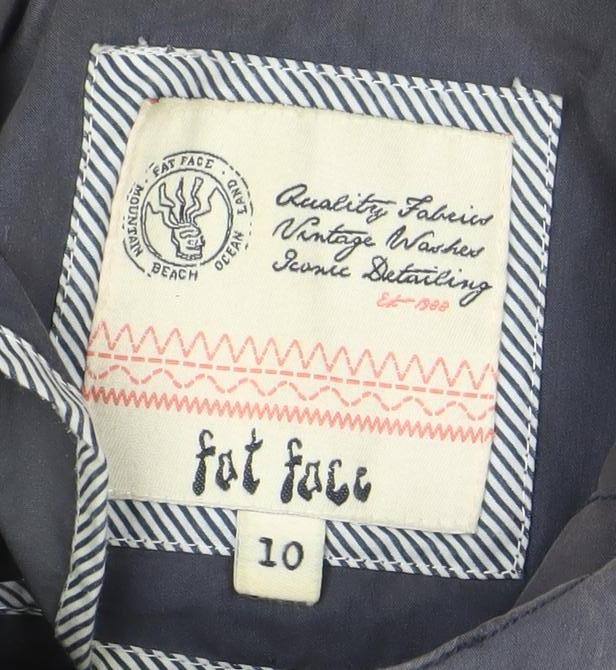 FAT FACE
MOUNTAIN
BEACH
OCEAN
LAND
Quality Fabrics
Vintage Washes
Iconic Detailing
Est 1988
fat face
10